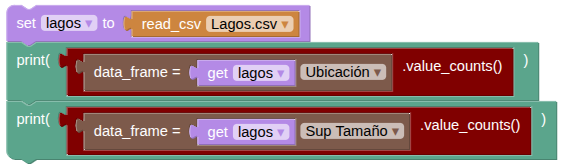 set lagos ▾ to read_csv Lagos.csv ▾
print( data_frame = get lagos ▾ Ubicación ▾ .value_counts() )
print( data_frame = get lagos ▾ Sup Tamaño ▾ .value_counts() )